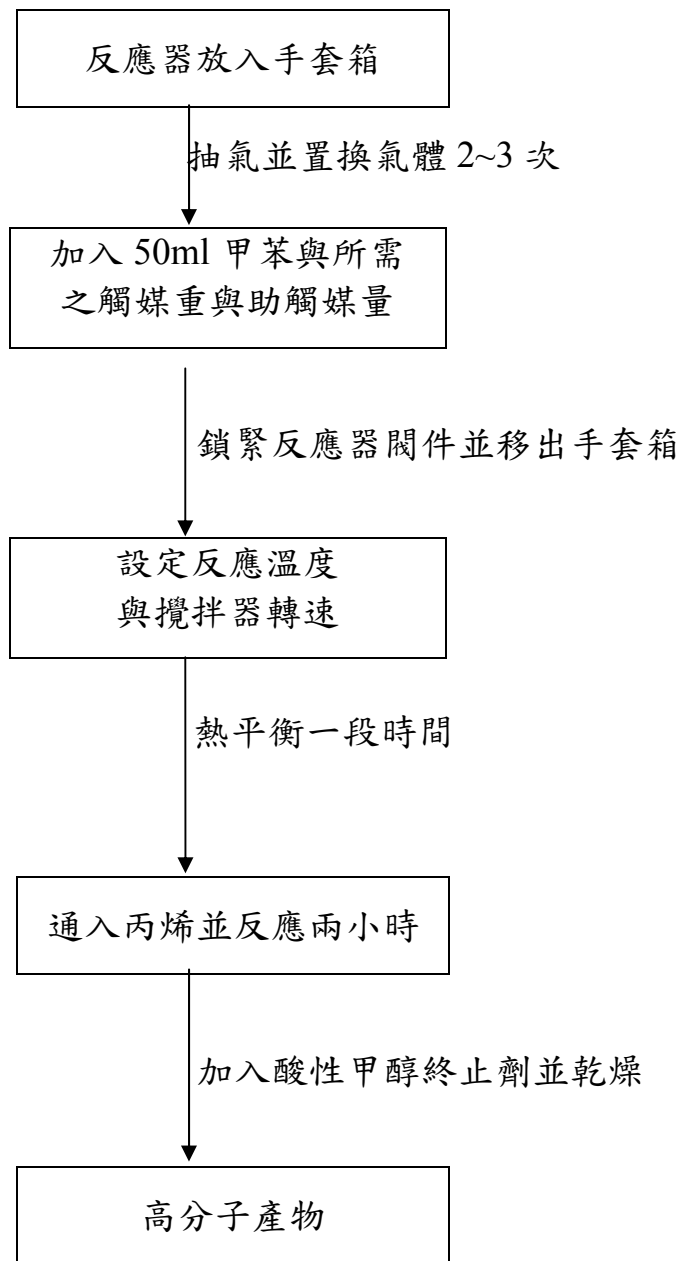 反應器放入手套箱
抽氣並置換氣體 2~3 次
加入 50ml 甲苯與所需
之觸媒重與助觸媒量
鎖緊反應器閥件並移出手套箱
設定反應溫度
與攪拌器轉速
熱平衡一段時間
通入丙烯並反應兩小時
加入酸性甲醇終止劑並乾燥
高分子產物